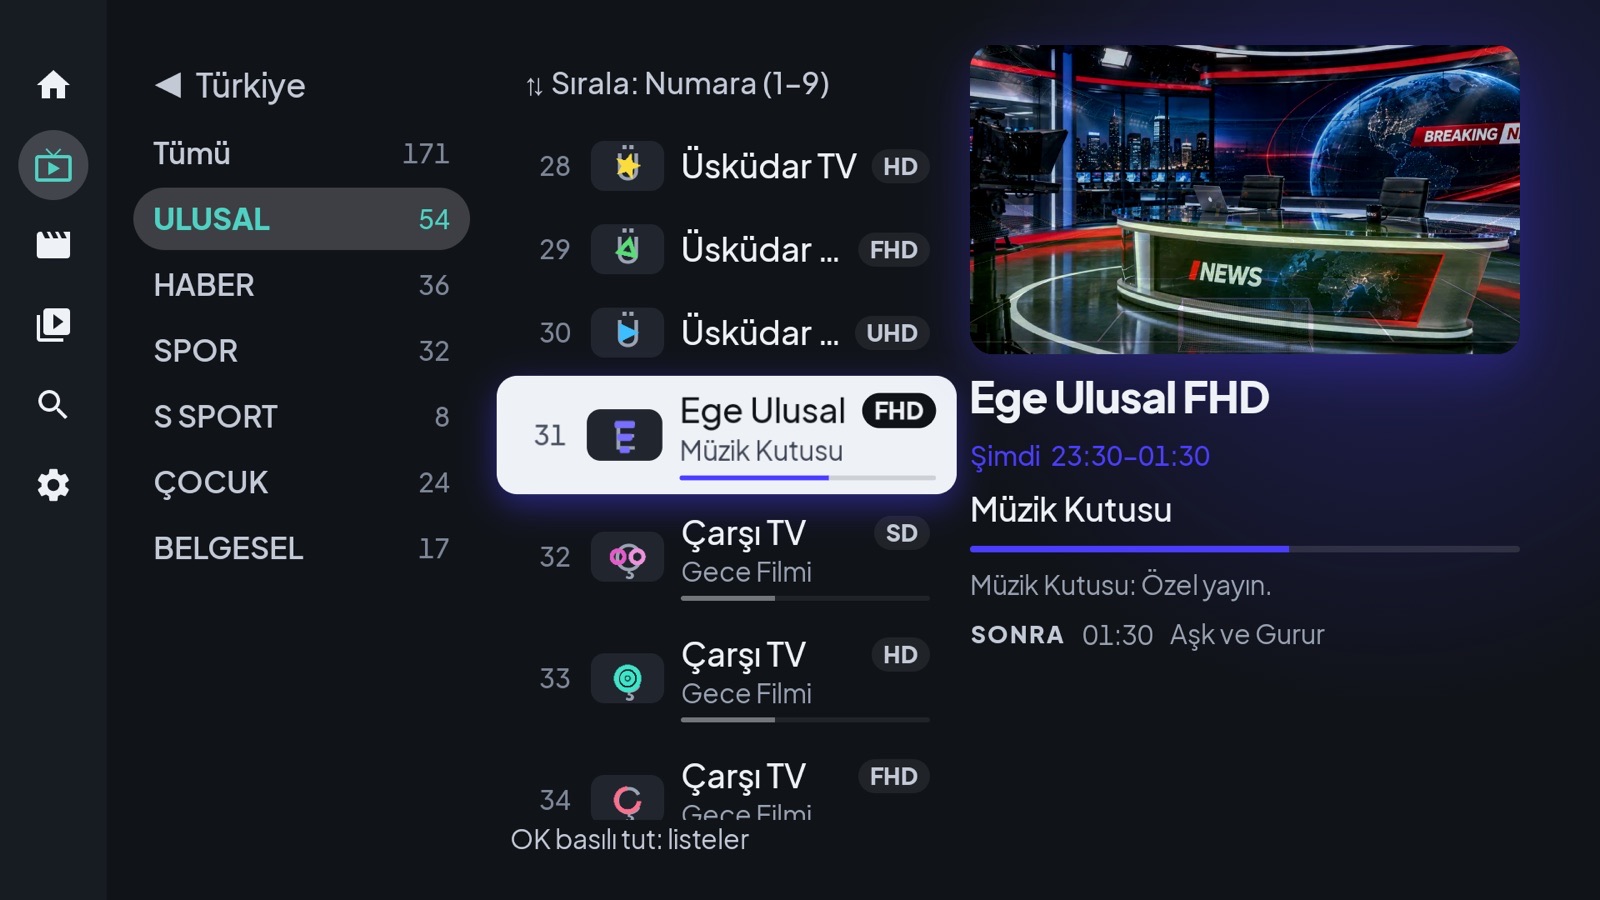 Türkiye
Tümü 171
ULUSAL 54
HABER 36
SPOR 32
S SPORT 8
ÇOCUK 24
BELGESEL 17
Sırala: Numara (1-9)
28 Üsküdar TV HD
29 Üsküdar ... FHD
30 Üsküdar ... UHD
31 Ege Ulusal FHD
Müzik Kutusu
32 Çarşı TV SD
Gece Filmi
33 Çarşı TV HD
Gece Filmi
34 Çarşı TV FHD
Gece Filmi
OK basılı tut: listeler
BREAKING N
NEWS
Ege Ulusal FHD
Şimdi 23:30–01:30
Müzik Kutusu
Müzik Kutusu: Özel yayın.
SONRA 01:30 Aşk ve Gurur